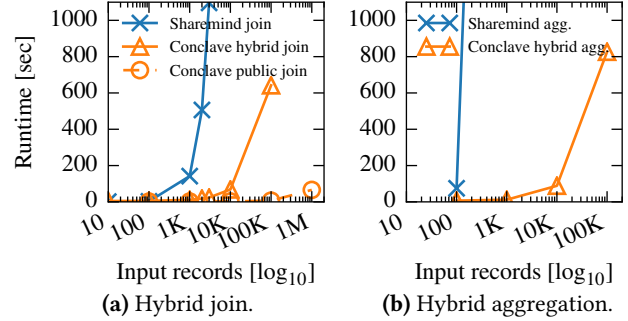 Runtime [sec]
1000
800
600
400
200
0
Sharemind join
Conclave hybrid join
Conclave public join
10
100
1K
10K
100K
1M
Input records [log10]
(a) Hybrid join.
1000
800
600
400
200
0
Sharemind agg.
Conclave hybrid agg.
10
100
1K
10K
100K
Input records [log10]
(b) Hybrid aggregation.